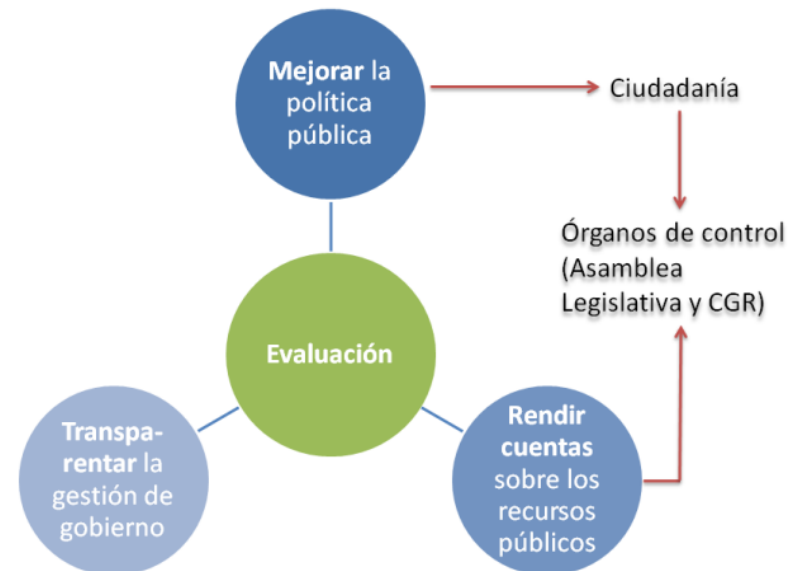 Mejorar la
política
pública
Ciudadanía
Órganos de control
(Asamblea
Legislativa y CGR)
Evaluación
Transpa-
rentar la
gestión de
gobierno
Rendir
cuentas
sobre los
recursos
públicos